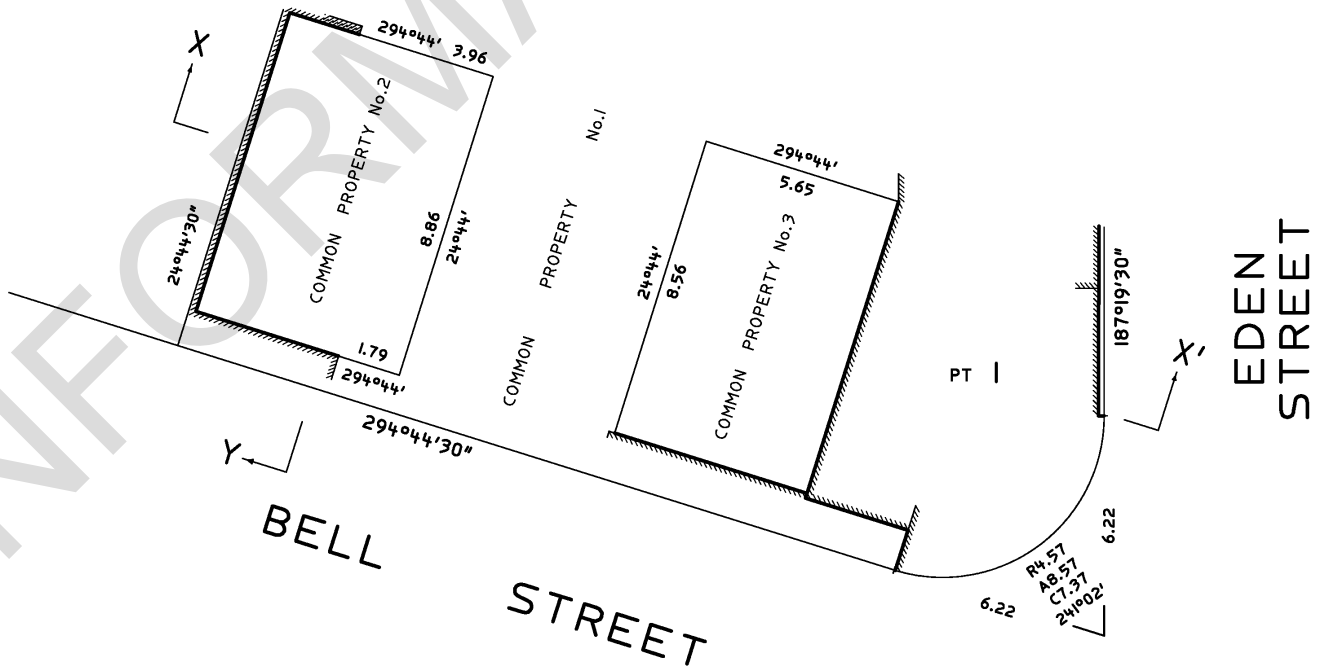 INFORMA
X
294°44' 3.96
COMMON PROPERTY No.2
24°44'30"
8.86
24°44'
1.79
294°44'
294°44'30"
COMMON PROPERTY No.1
294°44'
5.65
24°44'
8.56
COMMON PROPERTY No.3
PT 1
187°19'30"
X'
EDEN
STREET
Y
BELL STREET
6.22
R4.57
A8.57
C7.37
241°02'
6.22